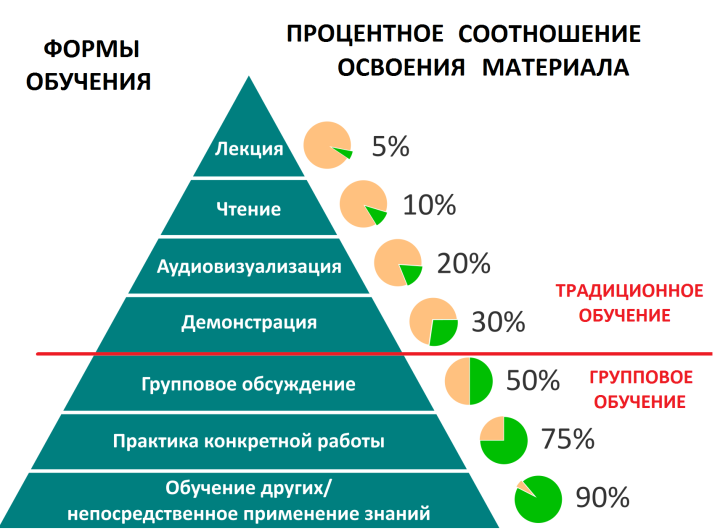 ФОРМЫ
ОБУЧЕНИЯ
ПРОЦЕНТНОЕ СООТНОШЕНИЕ
ОСВОЕНИЯ МАТЕРИАЛА
Лекция
5%
Чтение
10%
Аудиовизуализация
20%
Демонстрация
30%
ТРАДИЦИОННОЕ
ОБУЧЕНИЕ
Групповое обсуждение
50%
ГРУППОВОЕ
ОБУЧЕНИЕ
Практика конкретной работы
75%
Обучение других/
непосредственное применение знаний
90%